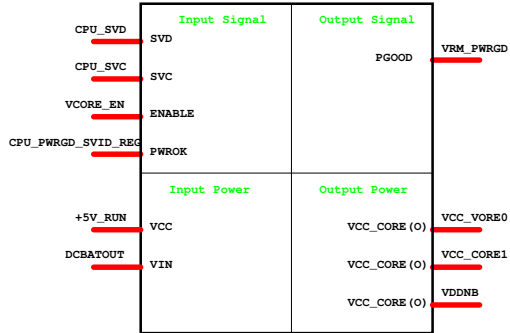 Input Signal
Output Signal
CPU_SVD
SVD
VRM_PWRGD
PGOOD
CPU_SVC
SVC
VCORE_EN
ENABLE
CPU_PWRGD_SVID_REG
PWROK
Input Power
Output Power
+5V_RUN
VCC
VCC_CORE(O)
VCC_VORE0
DCBATOUT
VIN
VCC_CORE(O)
VCC_CORE1
VCC_CORE(O)
VDDNB